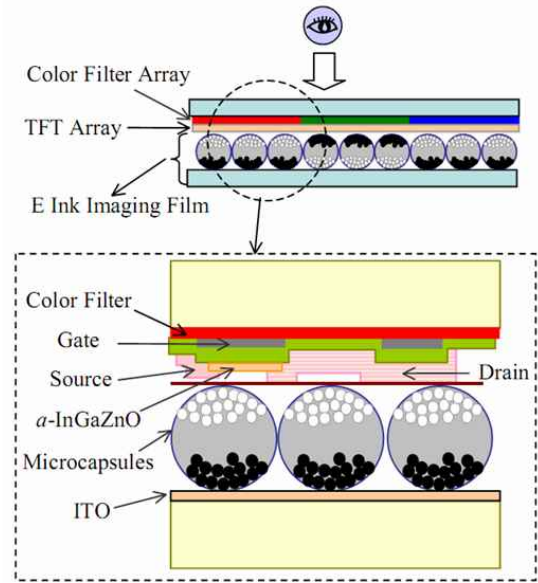 Color Filter Array
TFT Array
E Ink Imaging Film
Color Filter
Gate
Source
Drain
a-InGaZnO
Microcapsules
ITO